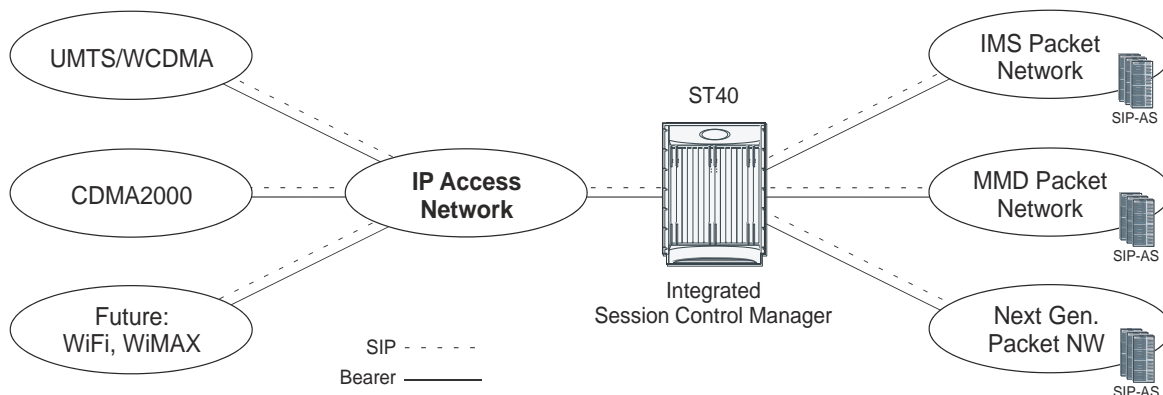 UMTS/WCDMA
CDMA2000
Future:
WiFi, WiMAX
IP Access
Network
ST40
Integrated
Session Control Manager
IMS Packet
Network
SIP-AS
MMD Packet
Network
SIP-AS
Next Gen.
Packet NW
SIP-AS
SIP
Bearer